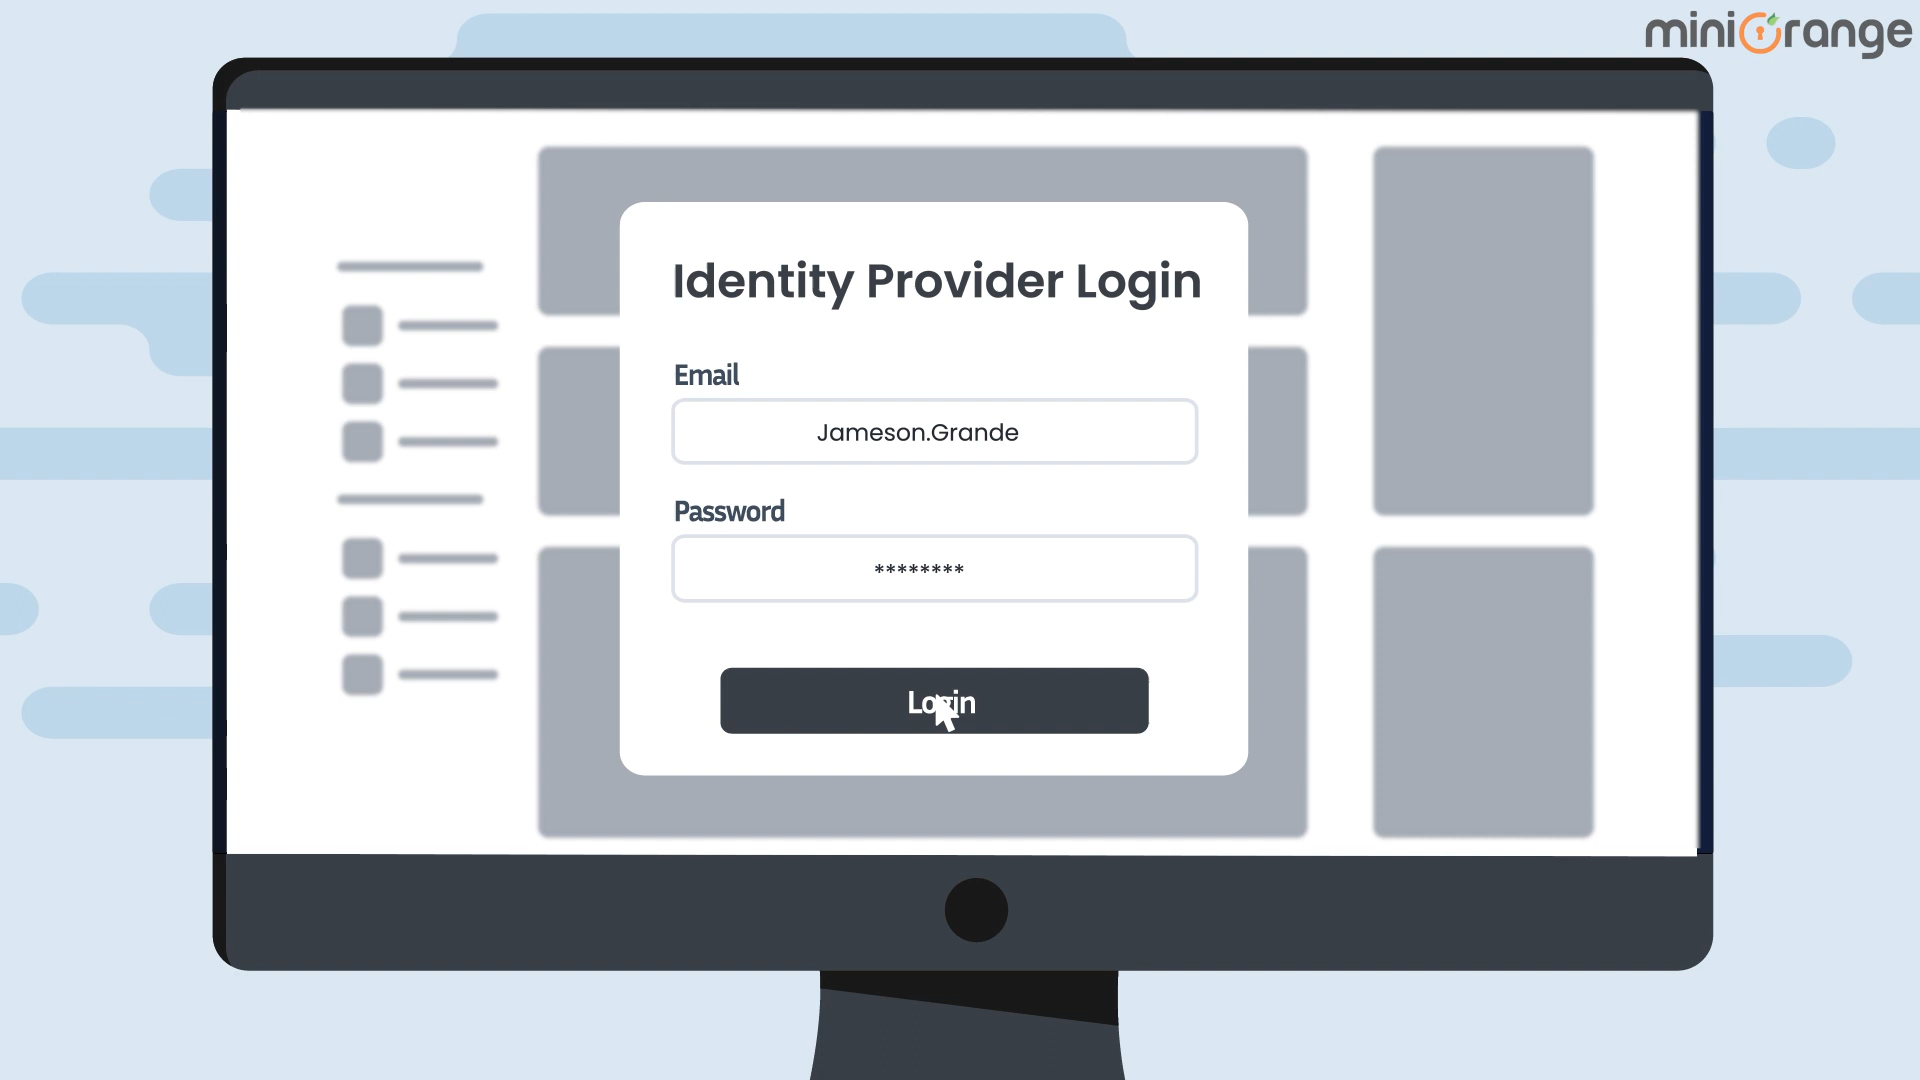 miniOrange
Identity Provider Login
Email
Jameson.Grande
Password
********
Login